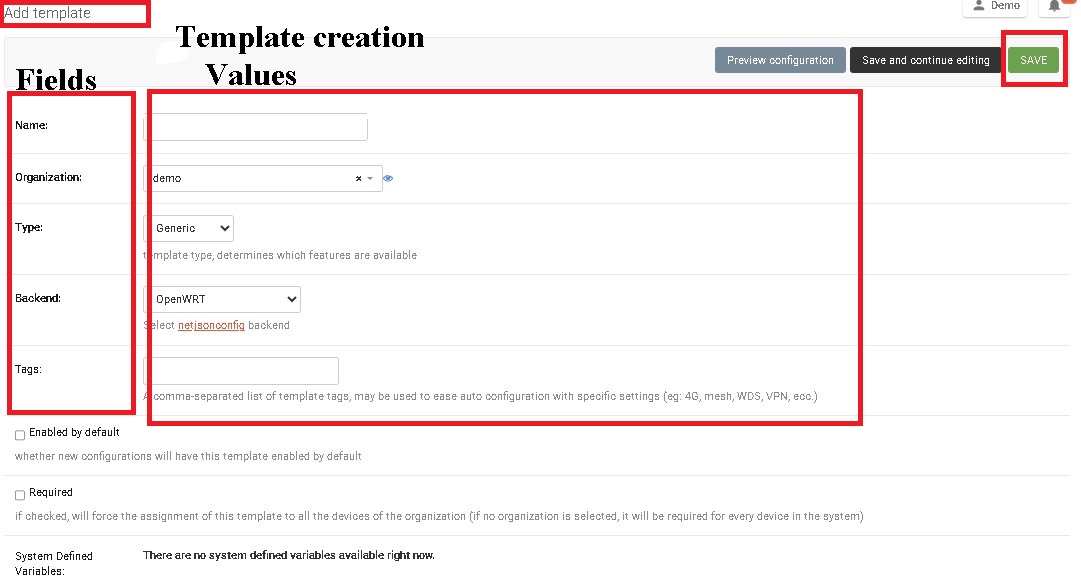 Add template
Demo
Template creation
Values
Fields
Preview configuration
Save and continue editing
SAVE
Name:
Organization:
demo
×
Type:
Generic
template type, determines which features are available
Backend:
OpenWRT
Select netjsonconfig backend
Tags:
A comma-separated list of template tags, may be used to ease auto configuration with specific settings (eg: 4G, mesh, WDS, VPN, ecc.)
Enabled by default
whether new configurations will have this template enabled by default
Required
if checked, will force the assignment of this template to all the devices of the organization (if no organization is selected, it will be required for every device in the system)
System Defined
Variables:
There are no system defined variables available right now.